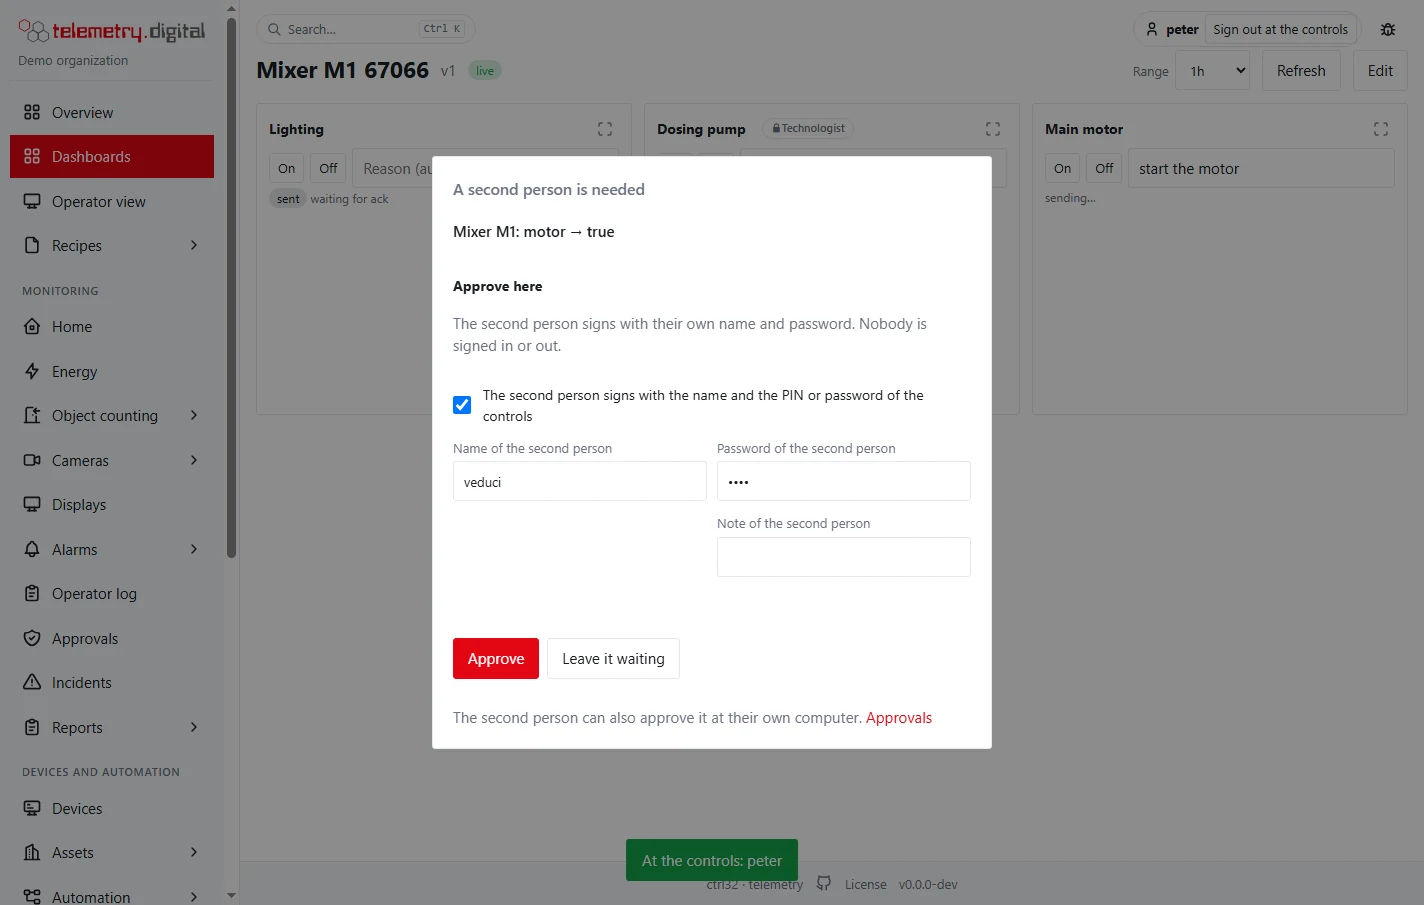 telemetry.digital
Demo organization
Overview
Dashboards
Operator view
Recipes
MONITORING
Home
Energy
Object counting
Cameras
Displays
Alarms
Operator log
Approvals
Incidents
Reports
DEVICES AND AUTOMATION
Devices
Assets
Automation
Search... Ctrl K
peter Sign out at the controls
Mixer M1 67066 v1 live
Range 1h Refresh Edit
Lighting
On Off Reason (au
sent waiting for ack
Dosing pump Technologist
Main motor
On Off start the motor
sending...
A second person is needed
Mixer M1: motor → true
Approve here
The second person signs with their own name and password. Nobody is
signed in or out.
The second person signs with the name and the PIN or password of the
controls
Name of the second person Password of the second person
veduci ••••
Note of the second person
Approve Leave it waiting
The second person can also approve it at their own computer. Approvals
At the controls: peter
ctrl32 · telemetry License v0.0.0-dev